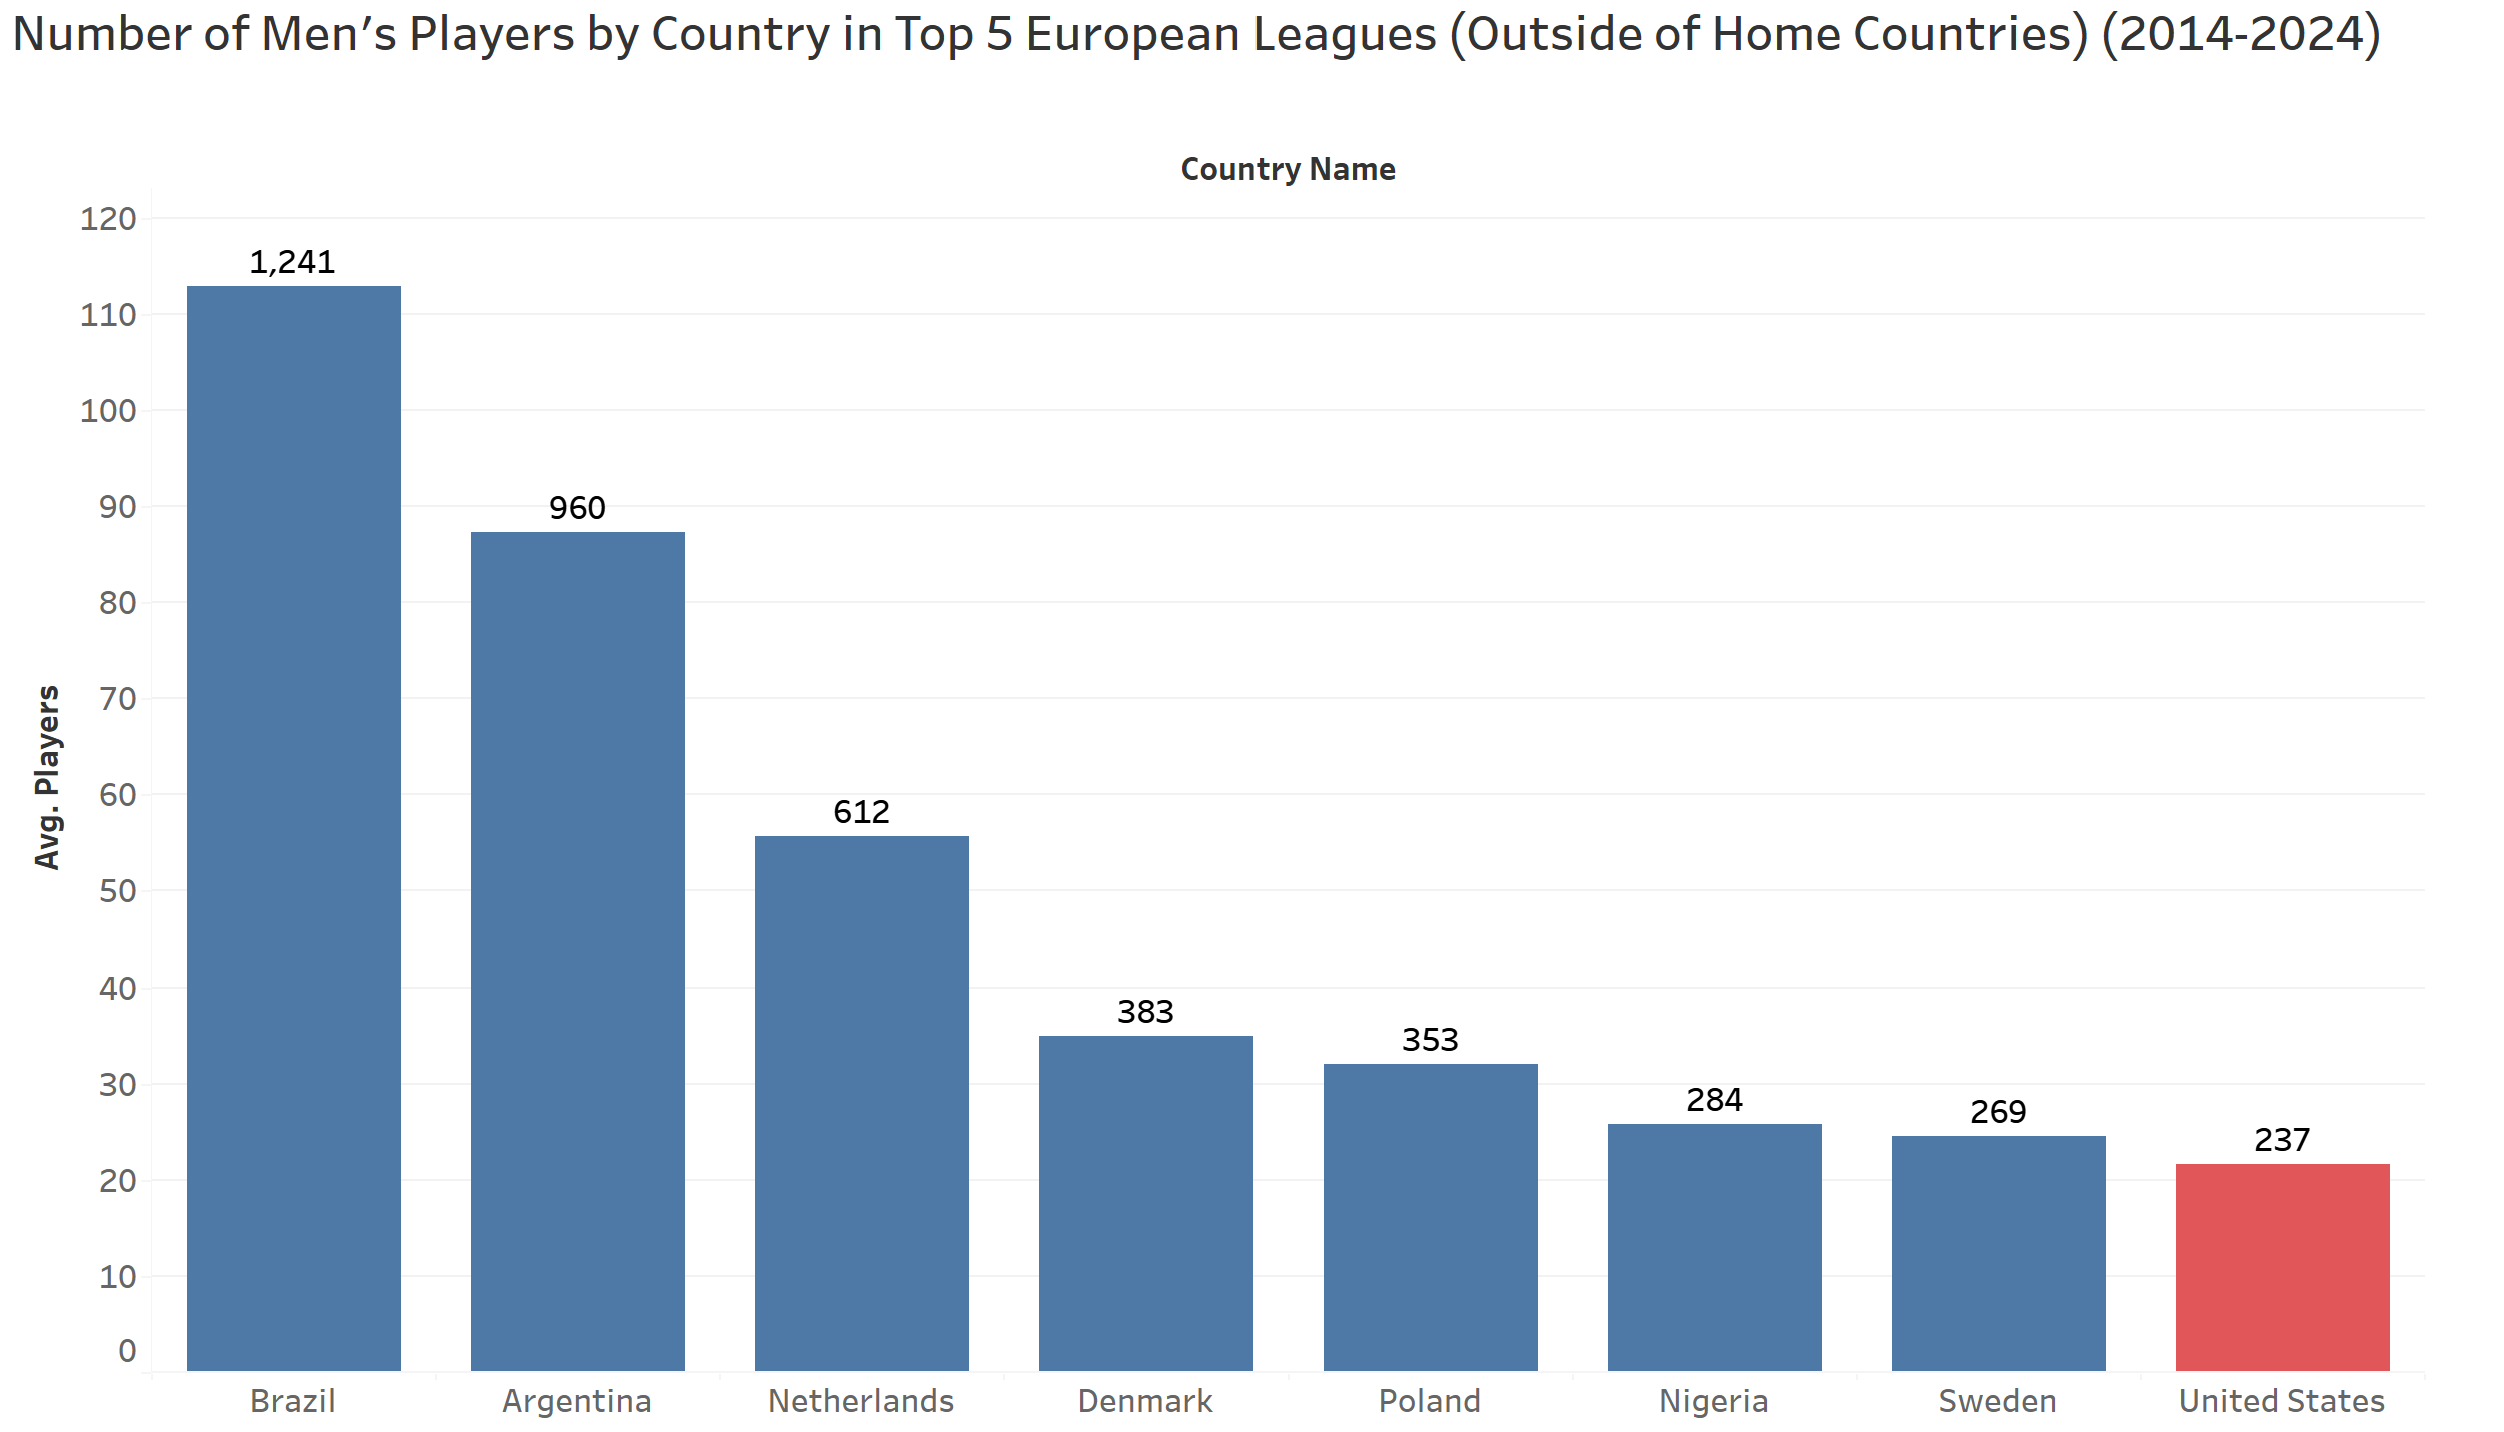 Number of Men’s Players by Country in Top 5 European Leagues (Outside of Home Countries) (2014-2024)
Country Name
120
110
100
90
80
70
60
50
40
30
20
10
0
Avg. Players
1,241
960
612
383
353
284
269
237
Brazil
Argentina
Netherlands
Denmark
Poland
Nigeria
Sweden
United States